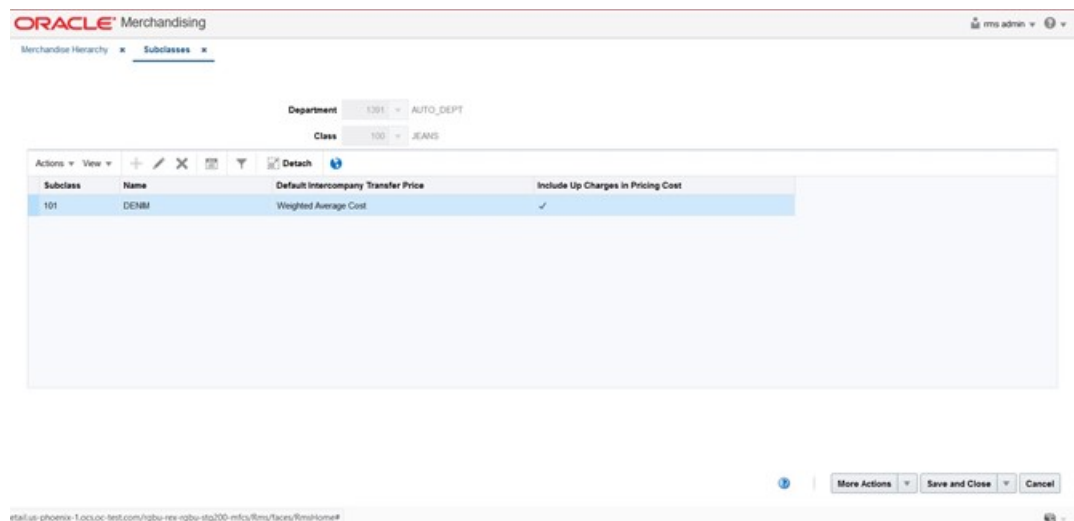 ORACLE® Merchandising
rms admin
Merchandise Hierarchy × Subclasses ×
Department 1391 AUTO_DEPT
Class 100 JEANS
Actions View Detach
Subclass Name Default Intercompany Transfer Price Include Up Charges in Pricing Cost
101 DENIM Weighted Average Cost ✓
More Actions Save and Close Cancel